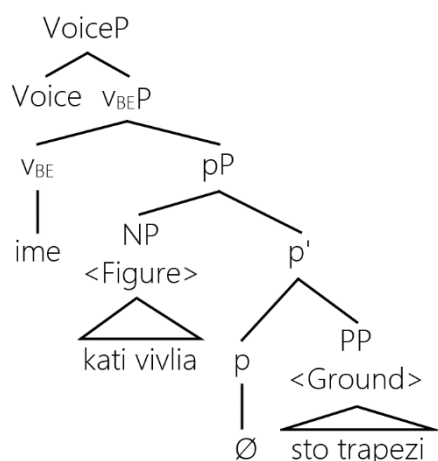 VoiceP
Voice vBEP
vBE pP
ime NP p'
<Figure>
kati vivlia p PP
<Ground>
Ø sto trapezi